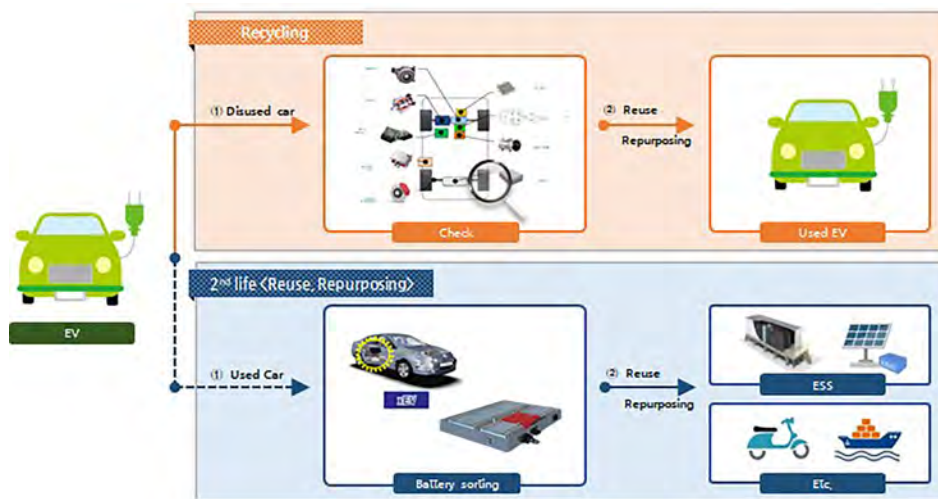 Recycling
① Disused car
② Reuse
Repurposing
Check
Used EV
EV
2nd life <Reuse, Repurposing>
① Used Car
xEV
② Reuse
Repurposing
ESS
Battery sorting
Etc.